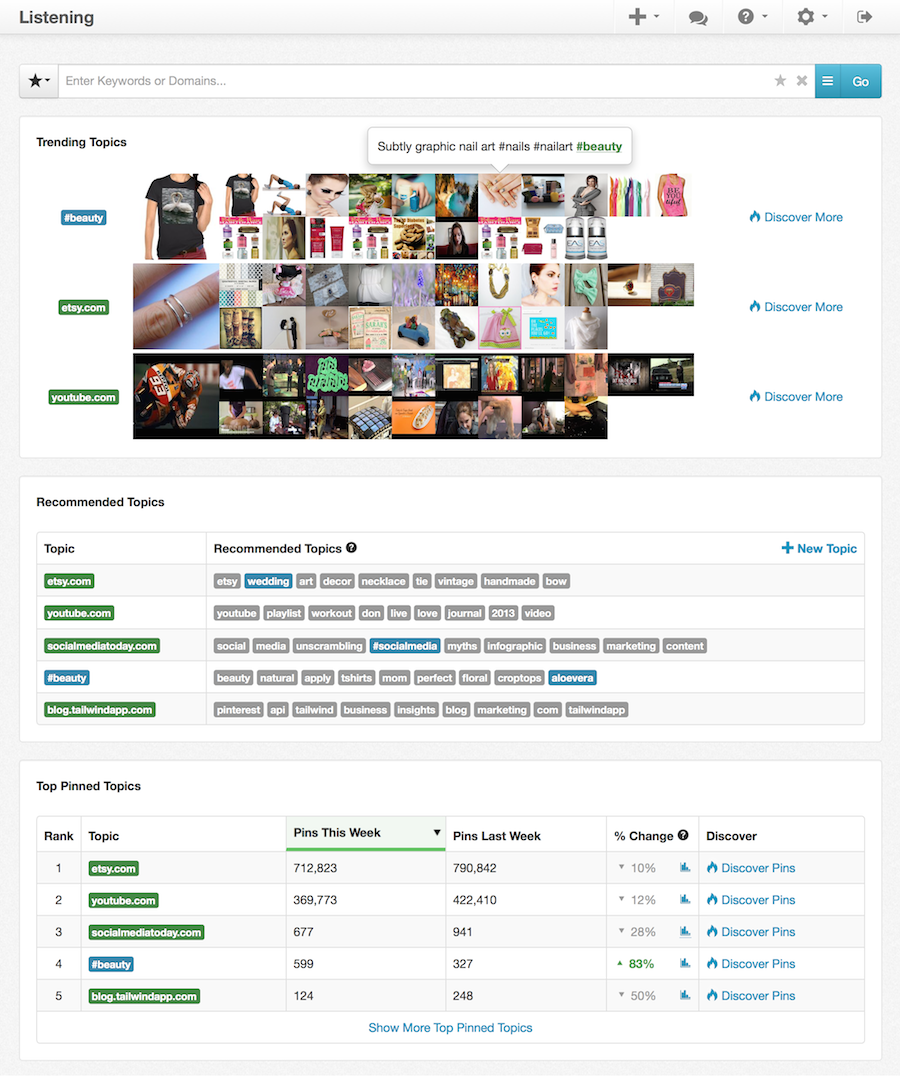 Listening
Enter Keywords or Domains...
Go
Trending Topics
Subtly graphic nail art #nails #nailart #beauty
#beauty
Discover More
etsy.com
Discover More
youtube.com
Discover More
Recommended Topics
Topic Recommended Topics ? New Topic
etsy.com etsy wedding art decor necklace tie vintage handmade bow
youtube.com youtube playlist workout don live love journal 2013 video
socialmediatoday.com social media unscrambling #socialmedia myths infographic business marketing content
#beauty beauty natural apply tshirts mom perfect floral croptops aloevera
blog.tailwindapp.com pinterest api tailwind business insights blog marketing com tailwindapp
Top Pinned Topics
Rank Topic Pins This Week ▼ Pins Last Week % Change ? Discover
1 etsy.com 712,823 790,842 ▼ 10% Discover Pins
2 youtube.com 369,773 422,410 ▼ 12% Discover Pins
3 socialmediatoday.com 677 941 ▼ 28% Discover Pins
4 #beauty 599 327 ▲ 83% Discover Pins
5 blog.tailwindapp.com 124 248 ▼ 50% Discover Pins
Show More Top Pinned Topics